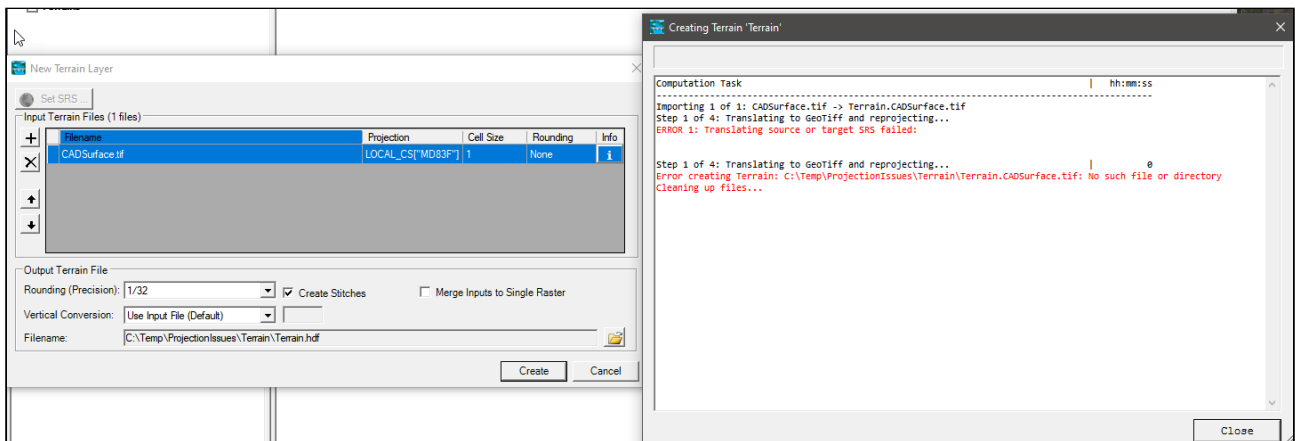 New Terrain Layer
Set SRS ...
Input Terrain Files (1 files)
Filename Projection Cell Size Rounding Info
CADSurface.tif LOCAL_CS["MD83F"] 1 None i
Output Terrain File
Rounding (Precision): 1/32 Create Stitches Merge Inputs to Single Raster
Vertical Conversion: Use Input File (Default)
Filename: C:\Temp\ProjectionIssues\Terrain\Terrain.hdf
Create Cancel
Creating Terrain 'Terrain'
Computation Task | hh:mm:ss
Importing 1 of 1: CADSurface.tif -> Terrain.CADSurface.tif
Step 1 of 4: Translating to GeoTiff and reprojecting...
ERROR 1: Translating source or target SRS failed:
Step 1 of 4: Translating to GeoTiff and reprojecting... | 0
Error creating Terrain: C:\Temp\ProjectionIssues\Terrain\Terrain.CADSurface.tif: No such file or directory
Cleaning up files...
Close